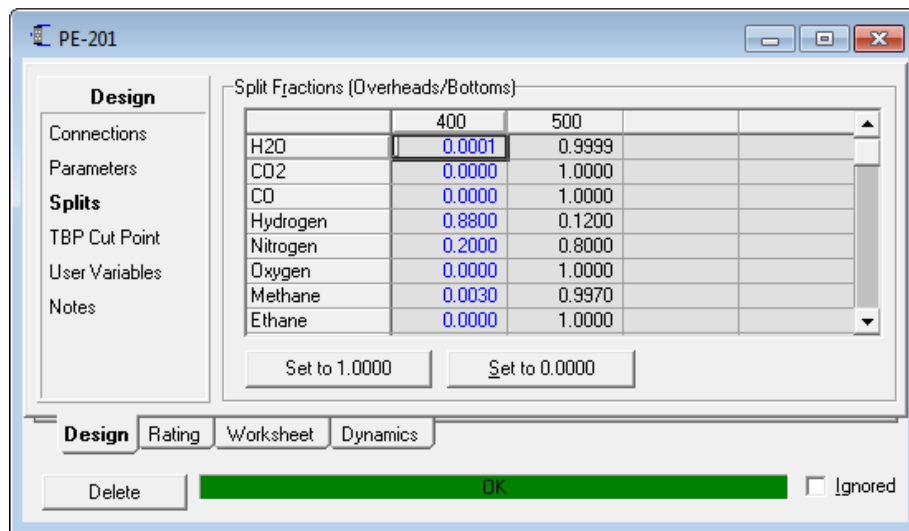 PE-201
Design
Connections
Parameters
Splits
TBP Cut Point
User Variables
Notes
Split Fractions (Overheads/Bottoms)
400 500
H2O 0.0001 0.9999
CO2 0.0000 1.0000
CO 0.0000 1.0000
Hydrogen 0.8800 0.1200
Nitrogen 0.2000 0.8000
Oxygen 0.0000 1.0000
Methane 0.0030 0.9970
Ethane 0.0000 1.0000
Set to 1.0000 Set to 0.0000
Design Rating Worksheet Dynamics
Delete OK Ignored